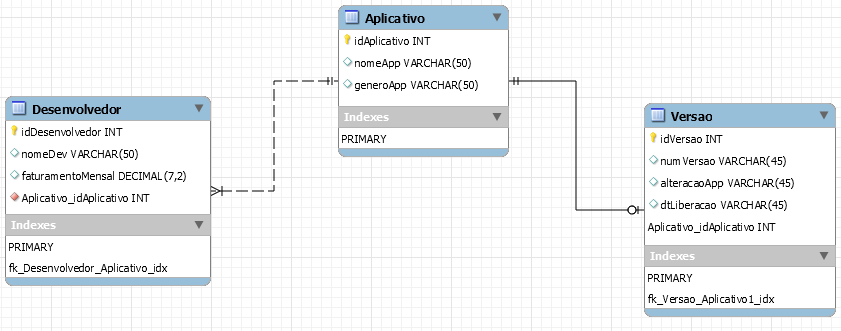 Aplicativo
idAplicativo INT
nomeApp VARCHAR(50)
generoApp VARCHAR(50)
Indexes
PRIMARY
Desenvolvedor
idDesenvolvedor INT
nomeDev VARCHAR(50)
faturamentoMensal DECIMAL(7,2)
Aplicativo_idAplicativo INT
Indexes
PRIMARY
fk_Desenvolvedor_Aplicativo_idx
Versao
idVersao INT
numVersao VARCHAR(45)
alteracaoApp VARCHAR(45)
dtLiberacao VARCHAR(45)
Aplicativo_idAplicativo INT
Indexes
PRIMARY
fk_Versao_Aplicativo1_idx